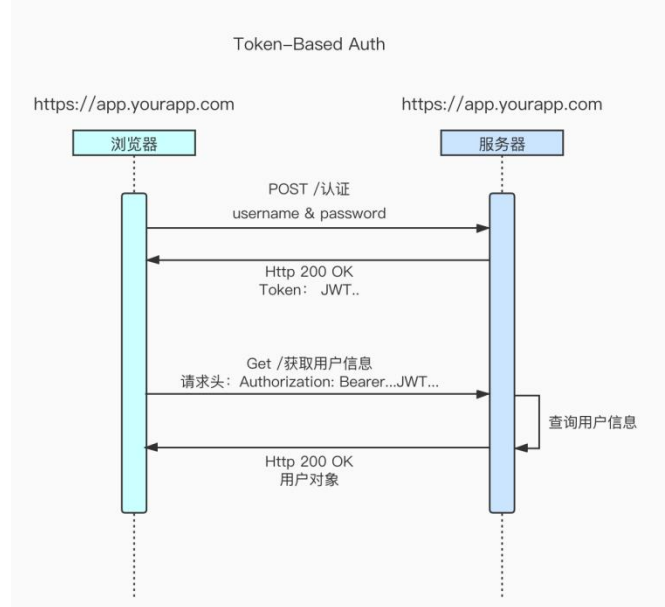 Token-Based Auth
https://app.yourapp.com
https://app.yourapp.com
浏览器
服务器
POST /认证
username & password
Http 200 OK
Token: JWT..
Get /获取用户信息
请求头：Authorization: Bearer...JWT...
查询用户信息
Http 200 OK
用户对象